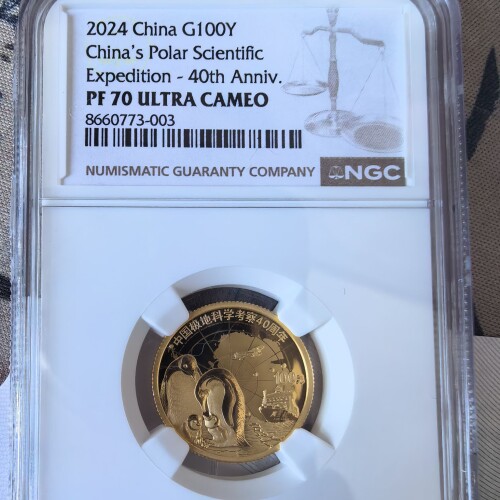 2024 China G100Y
China's Polar Scientific
Expedition - 40th Anniv.
PF 70 ULTRA CAMEO
8660773-003
NUMISMATIC GUARANTY COMPANY NGC
中国极地科学考察40周年